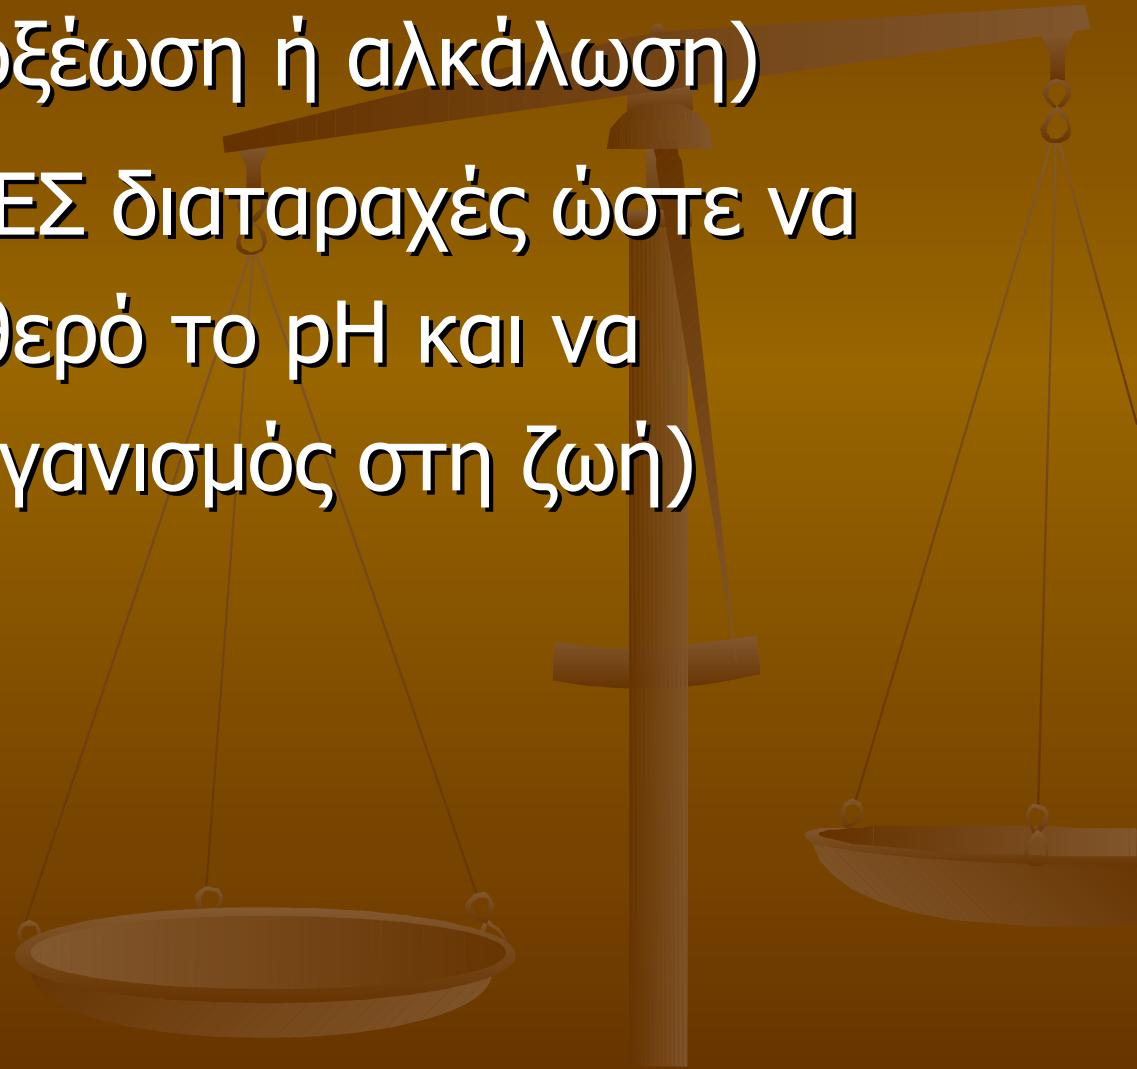 οξέωση ή αλκάλωση)
ΕΣ διαταραχές ώστε να
θερό το pH και να
γανισμός στη ζωή)